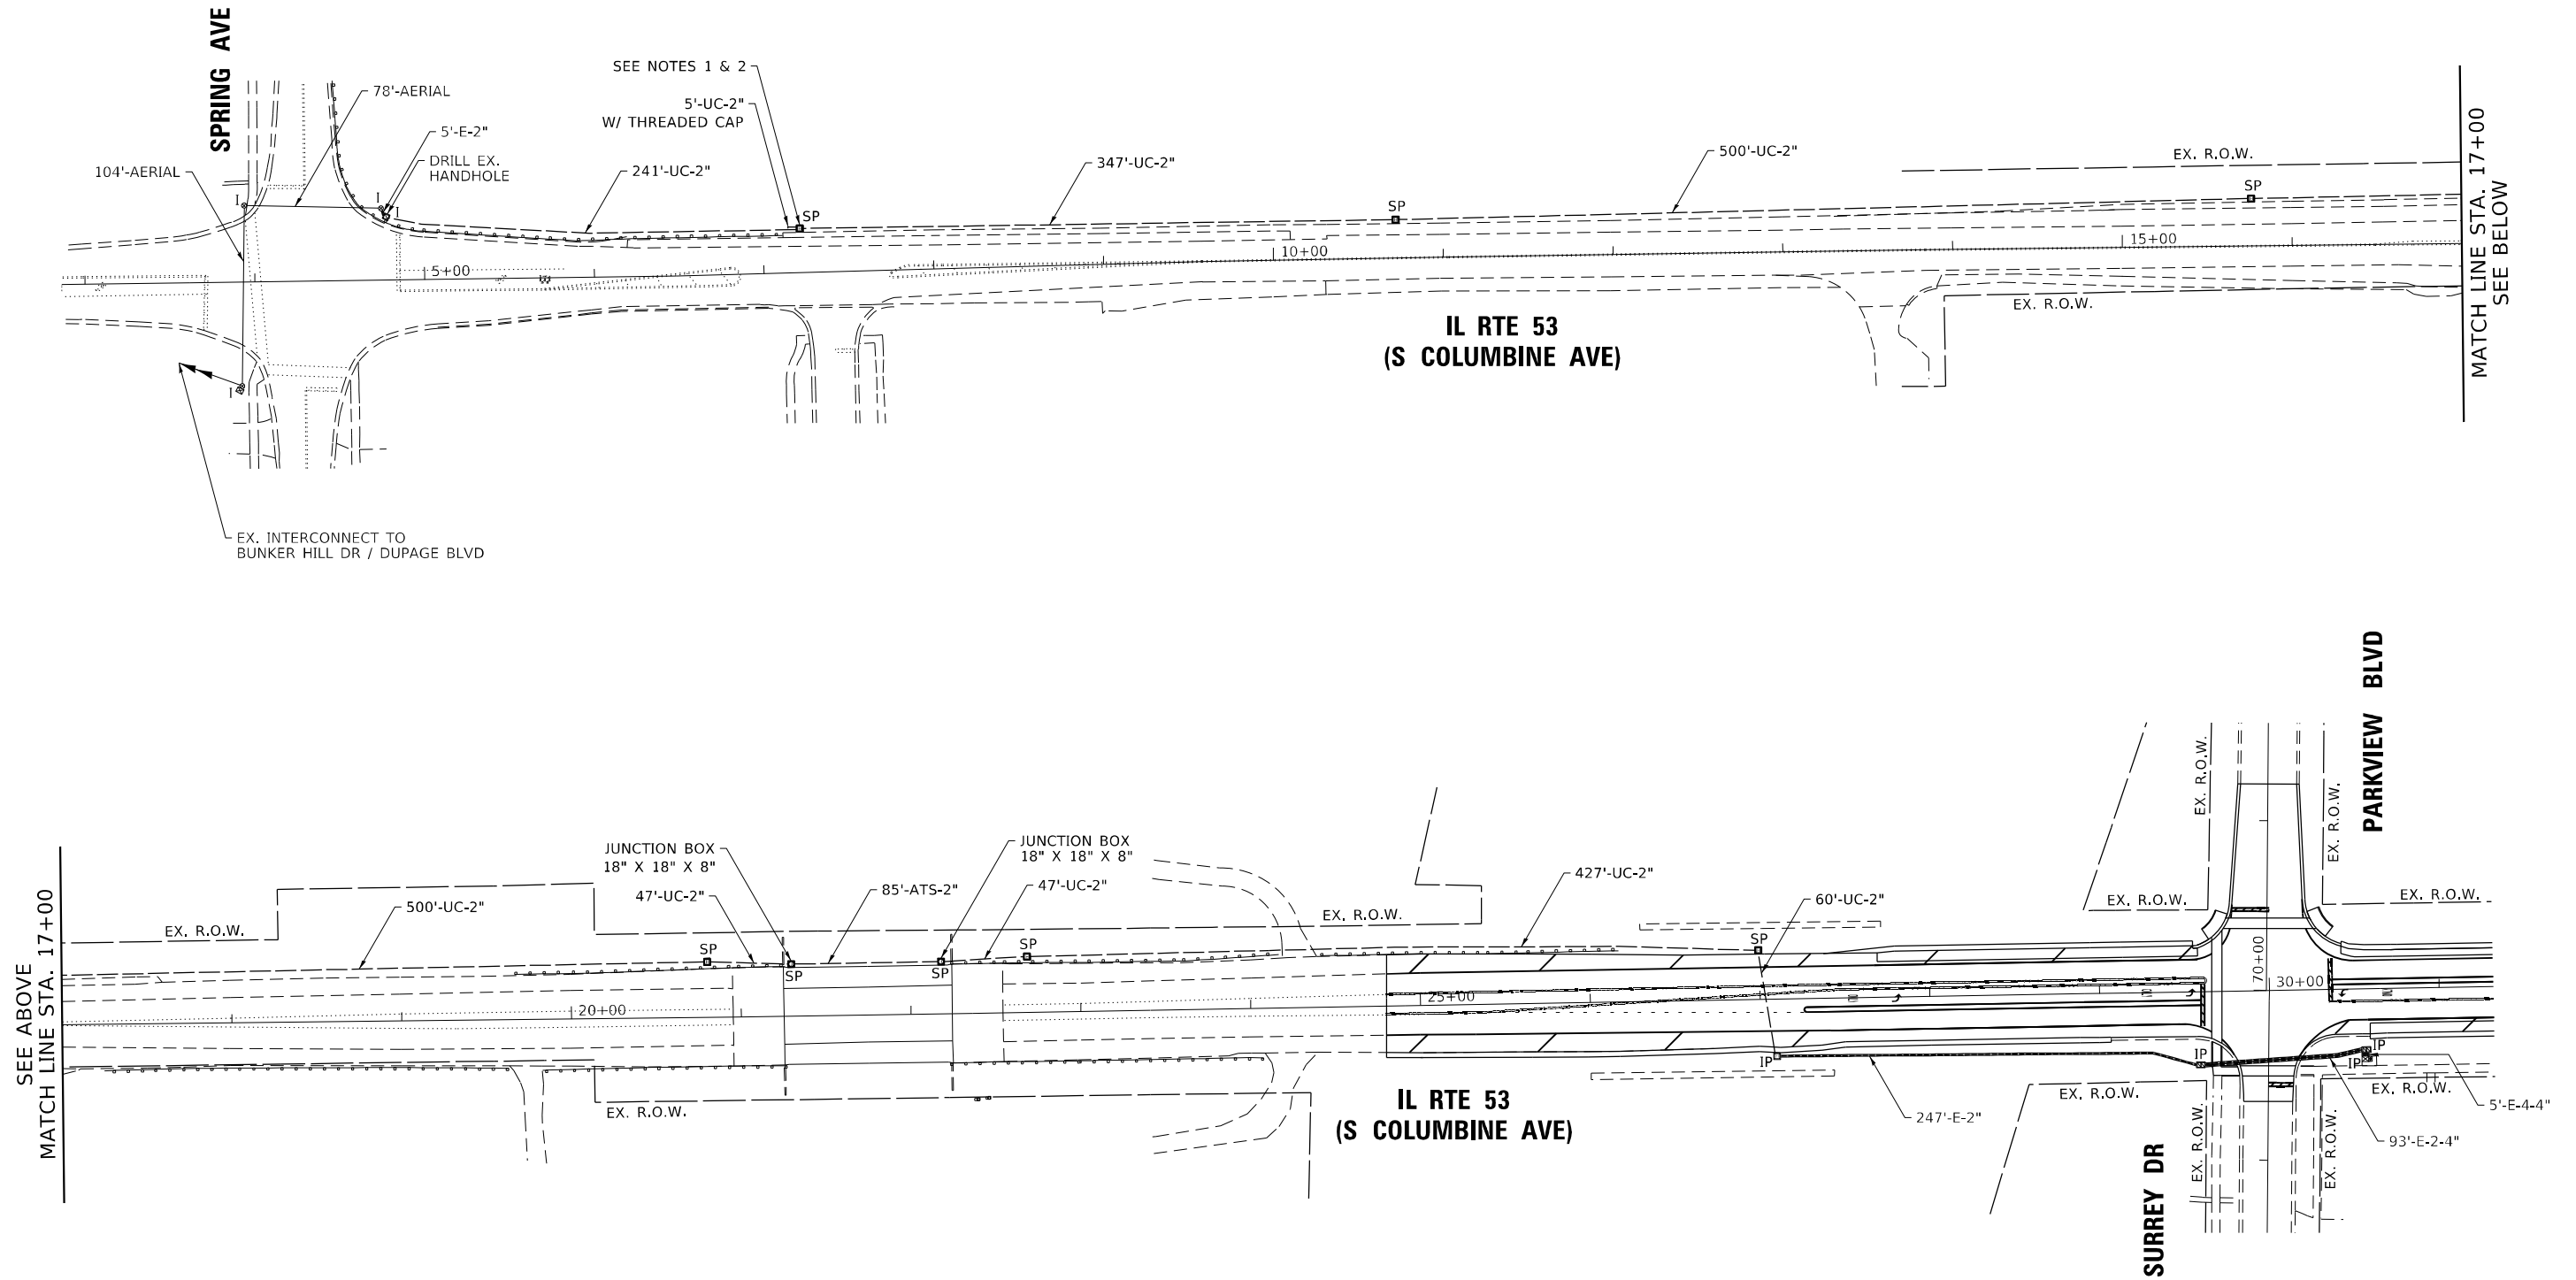 SPRING AVE
SEE NOTES 1 & 2
78'-AERIAL
5'-UC-2"
W/ THREADED CAP
5'-E-2"
DRILL EX.
HANDHOLE
104'-AERIAL
241'-UC-2"
347'-UC-2"
500'-UC-2"
EX. R.O.W.
I
I
I
SP
SP
SP
5+00
10+00
15+00
EX. R.O.W.
IL RTE 53
(S COLUMBINE AVE)
MATCH LINE STA. 17+00
SEE BELOW
EX. INTERCONNECT TO
BUNKER HILL DR / DUPAGE BLVD
PARKVIEW BLVD
SEE ABOVE
MATCH LINE STA. 17+00
JUNCTION BOX
18" X 18" X 8"
JUNCTION BOX
18" X 18" X 8"
47'-UC-2"
85'-ATS-2"
47'-UC-2"
427'-UC-2"
60'-UC-2"
500'-UC-2"
EX. R.O.W.
EX. R.O.W.
EX. R.O.W.
EX. R.O.W.
EX. R.O.W.
EX. R.O.W.
SP
SP
SP
SP
SP
20+00
25+00
70+00
30+00
IP
IP
IP
IP
EX. R.O.W.
IL RTE 53
(S COLUMBINE AVE)
247'-E-2"
EX. R.O.W.
EX. R.O.W.
EX. R.O.W.
EX. R.O.W.
5'-E-4-4"
93'-E-2-4"
SURREY DR